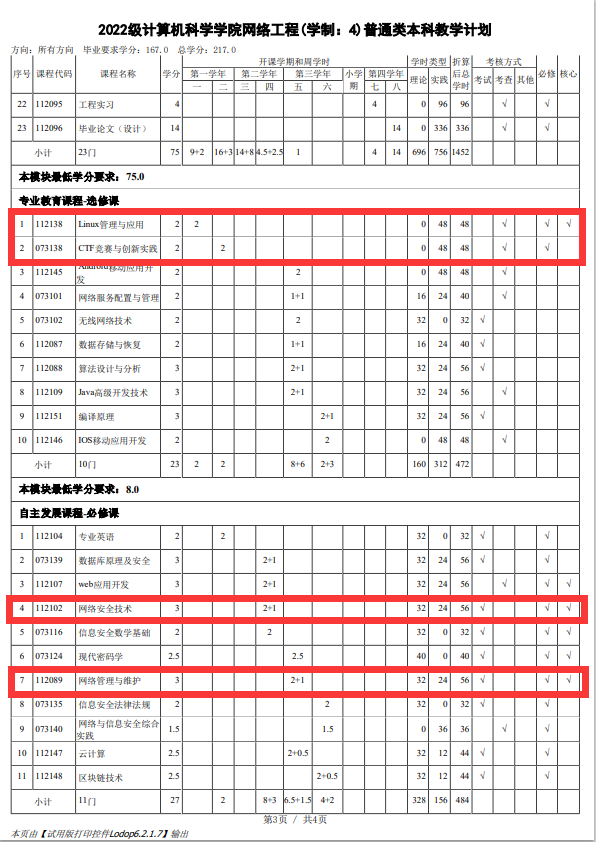 2022级计算机科学学院网络工程(学制：4)普通类本科教学计划
方向：所有方向 毕业要求学分：167.0 总学分：217.0
序号 课程代码 课程名称 学分 开课学期和周学时 学时类型 折算后总学时 考核方式 必修 核心
第一学年 第二学年 第三学年 小学期 第四学年 理论 实践 考试 考查 其他
一 二 三 四 五 六 七 八
22 112095 工程实习 4 4 0 96 96 √ √
23 112096 毕业论文（设计） 14 14 0 336 336 √ √
小计 23门 75 9+2 16+3 14+8 4.5+2.5 1 4 14 696 756 1452
本模块最低学分要求：75.0
专业教育课程-选修课
1 112138 Linux管理与应用 2 2 0 48 48 √ √ √
2 073138 CTF竞赛与创新实践 2 2 0 48 48 √ √
3 112145 Android移动应用开发 2 2 0 48 48 √
4 073101 网络服务配置与管理 2 1+1 16 24 40 √
5 073102 无线网络技术 2 2 32 0 32 √
6 112087 数据存储与恢复 2 1+1 16 24 40 √
7 112088 算法设计与分析 3 2+1 32 24 56 √
8 112109 Java高级开发技术 3 2+1 32 24 56 √
9 112151 编译原理 3 2+1 32 24 56 √
10 112146 IOS移动应用开发 2 2 0 48 48 √
小计 10门 23 2 2 8+6 2+3 160 312 472
本模块最低学分要求：8.0
自主发展课程-必修课
1 112104 专业英语 2 2 32 0 32 √ √
2 073139 数据库原理及安全 3 2+1 32 24 56 √ √
3 112107 web应用开发 3 2+1 32 24 56 √ √ √
4 112102 网络安全技术 3 2+1 32 24 56 √ √ √
5 073116 信息安全数学基础 2 2 32 0 32 √ √ √
6 073124 现代密码学 2.5 2.5 40 0 40 √ √ √
7 112089 网络管理与维护 3 2+1 32 24 56 √ √ √
8 073135 信息安全法律法规 2 2 32 0 32 √ √
9 073140 网络与信息安全综合实践 1.5 1.5 0 36 36 √ √
10 112147 云计算 2.5 2+0.5 32 12 44 √ √
11 112148 区块链技术 2.5 2+0.5 32 12 44 √ √
小计 11门 27 2 8+3 6.5+1.5 4+2 328 156 484
第3页 / 共4页
本页由【试用版打印控件Lodop6.2.1.7】输出